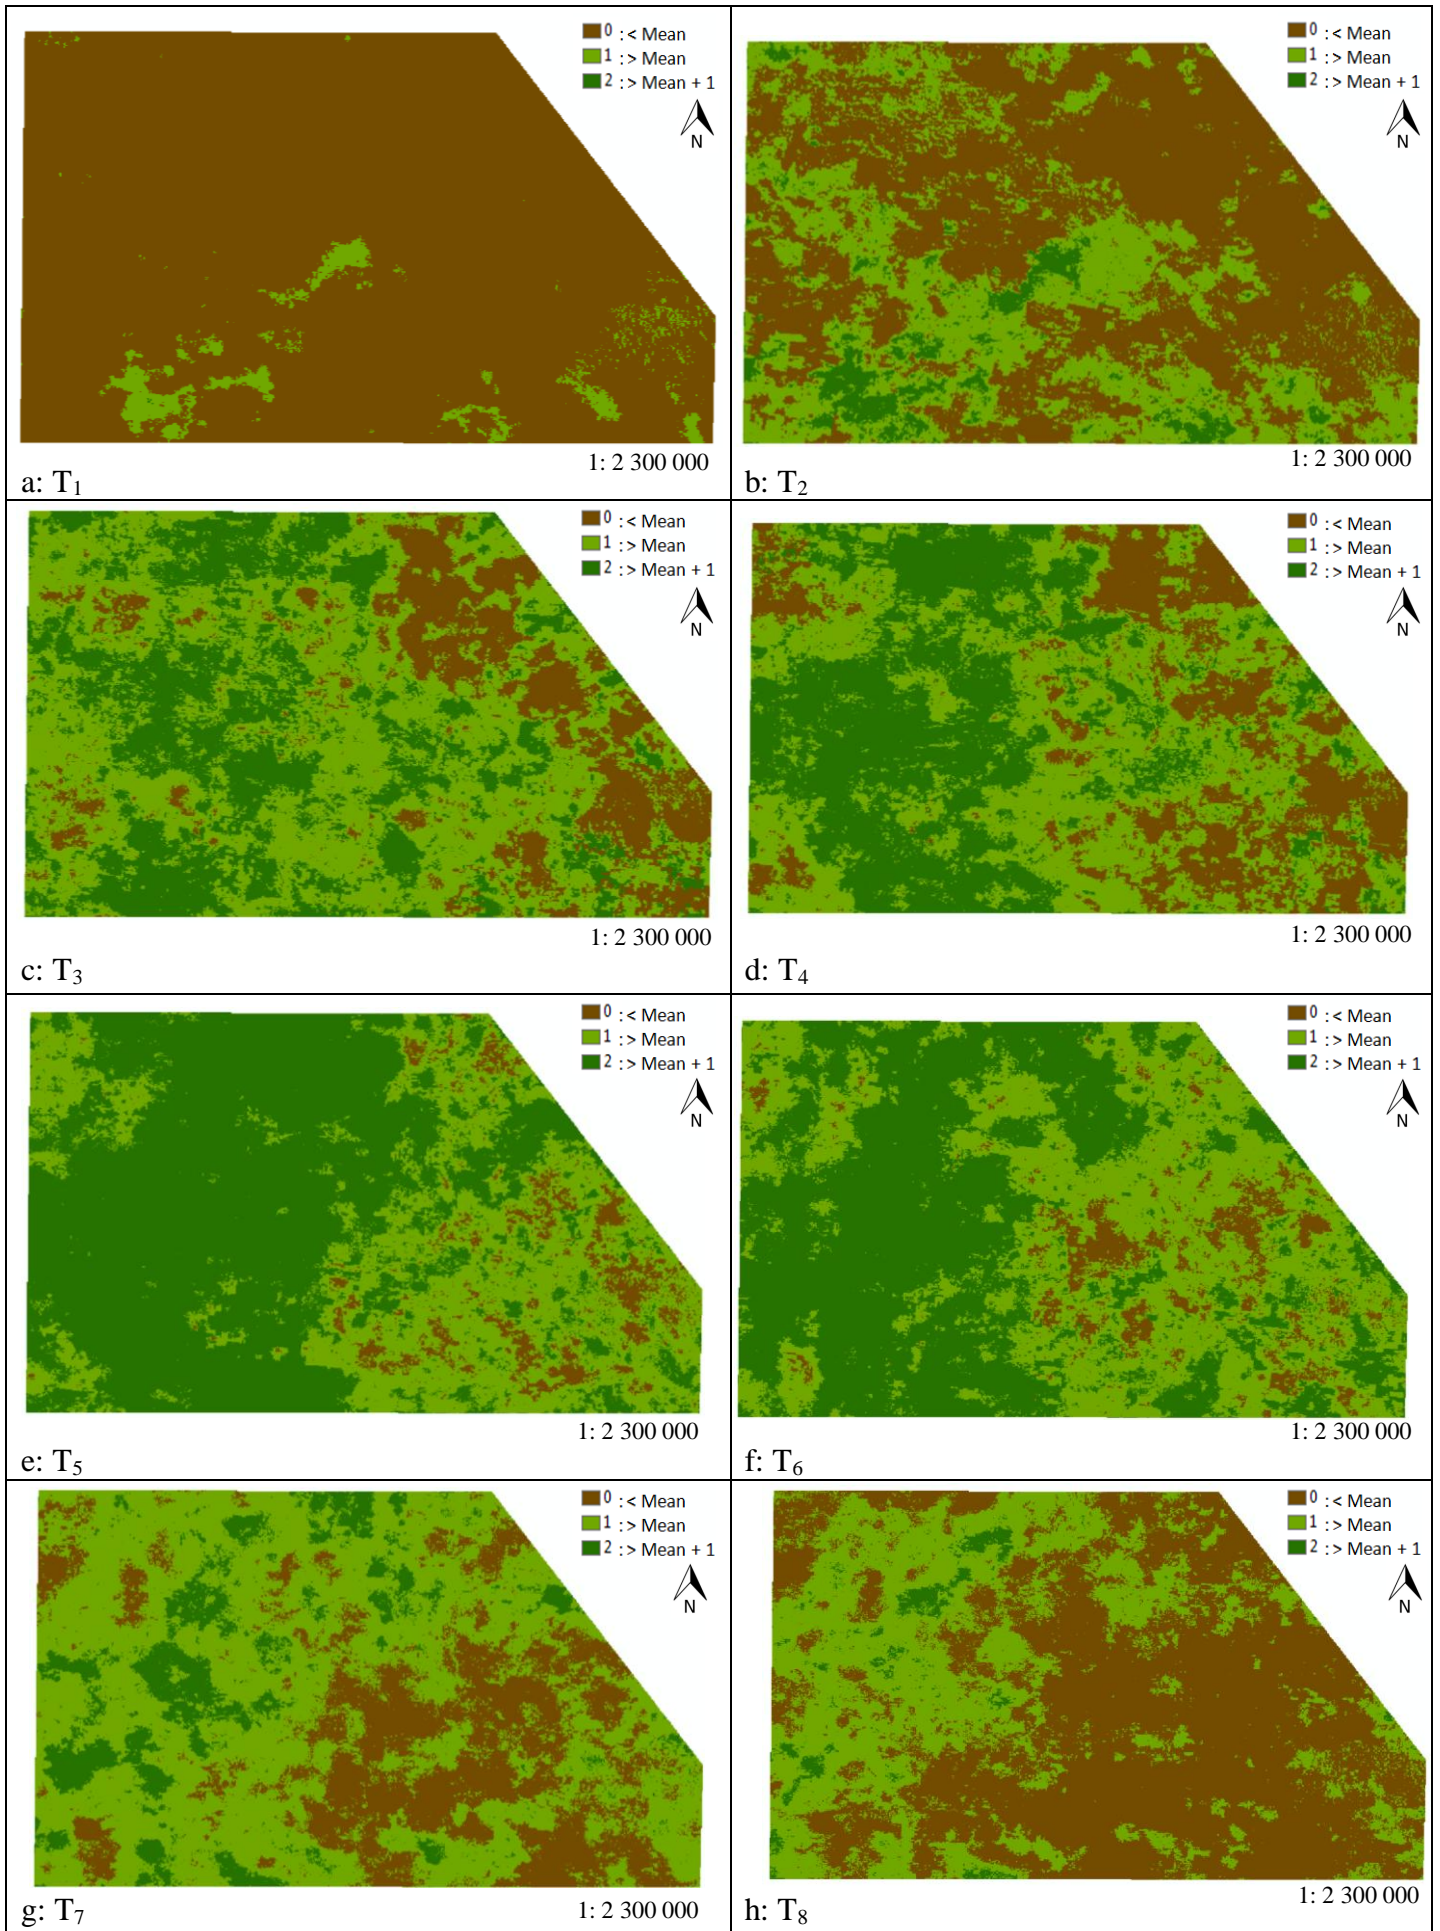 0 : < Mean
1 : > Mean
2 : > Mean + 1
N
1: 2 300 000
a: T₁
0 : < Mean
1 : > Mean
2 : > Mean + 1
N
1: 2 300 000
b: T₂
0 : < Mean
1 : > Mean
2 : > Mean + 1
N
1: 2 300 000
c: T₃
0 : < Mean
1 : > Mean
2 : > Mean + 1
N
1: 2 300 000
d: T₄
0 : < Mean
1 : > Mean
2 : > Mean + 1
N
1: 2 300 000
e: T₅
0 : < Mean
1 : > Mean
2 : > Mean + 1
N
1: 2 300 000
f: T₆
0 : < Mean
1 : > Mean
2 : > Mean + 1
N
1: 2 300 000
g: T₇
0 : < Mean
1 : > Mean
2 : > Mean + 1
N
1: 2 300 000
h: T₈